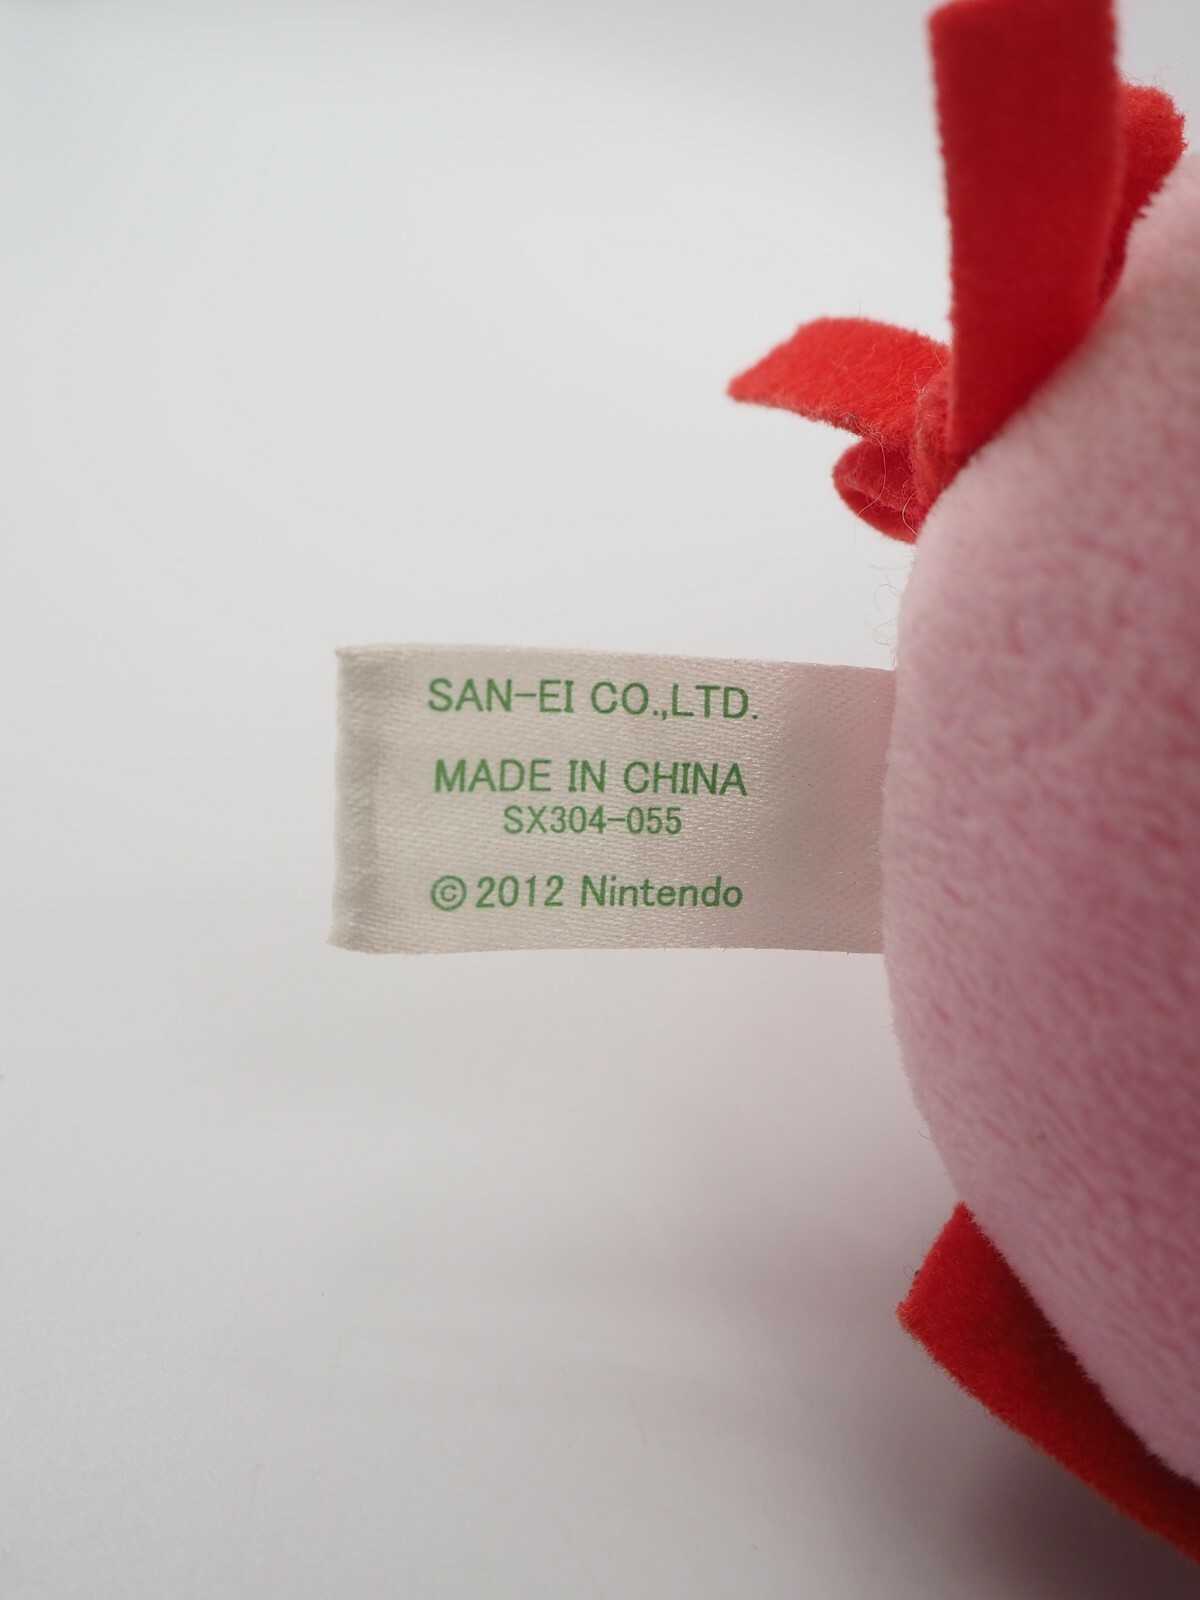 SAN-EI CO.,LTD.
MADE IN CHINA
SX304-055
© 2012 Nintendo